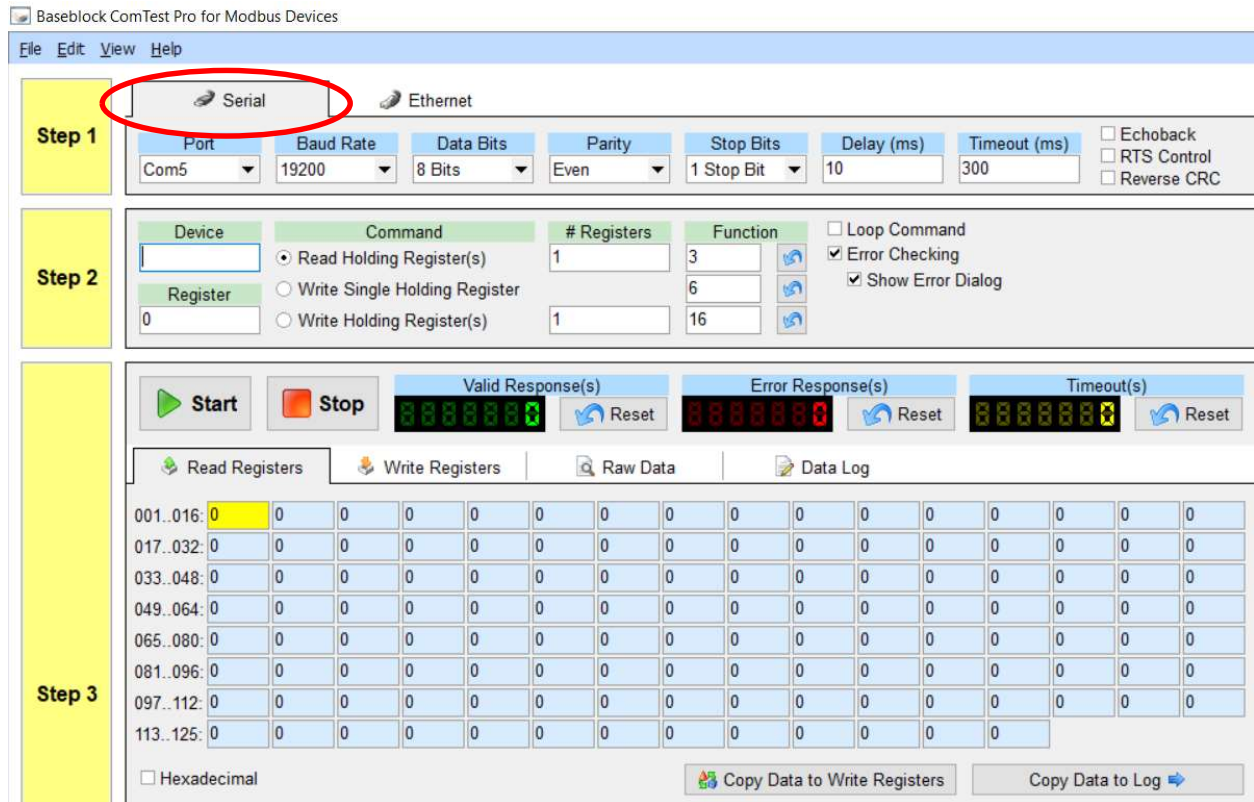 Baseblock ComTest Pro for Modbus Devices
File Edit View Help
Step 1
Serial Ethernet
Port Baud Rate Data Bits Parity Stop Bits Delay (ms) Timeout (ms)
Com5 19200 8 Bits Even 1 Stop Bit 10 300
Echoback
RTS Control
Reverse CRC
Step 2
Device Command # Registers Function
Read Holding Register(s) 1 3
Write Single Holding Register 6
Register
0 Write Holding Register(s) 1 16
Loop Command
Error Checking
Show Error Dialog
Step 3
Start Stop
Valid Response(s) Error Response(s) Timeout(s)
Reset Reset Reset
Read Registers Write Registers Raw Data Data Log
001..016: 0 0 0 0 0 0 0 0 0 0 0 0 0 0 0 0
017..032: 0 0 0 0 0 0 0 0 0 0 0 0 0 0 0 0
033..048: 0 0 0 0 0 0 0 0 0 0 0 0 0 0 0 0
049..064: 0 0 0 0 0 0 0 0 0 0 0 0 0 0 0 0
065..080: 0 0 0 0 0 0 0 0 0 0 0 0 0 0 0 0
081..096: 0 0 0 0 0 0 0 0 0 0 0 0 0 0 0 0
097..112: 0 0 0 0 0 0 0 0 0 0 0 0 0 0 0 0
113..125: 0 0 0 0 0 0 0 0 0 0 0 0 0
Hexadecimal Copy Data to Write Registers Copy Data to Log